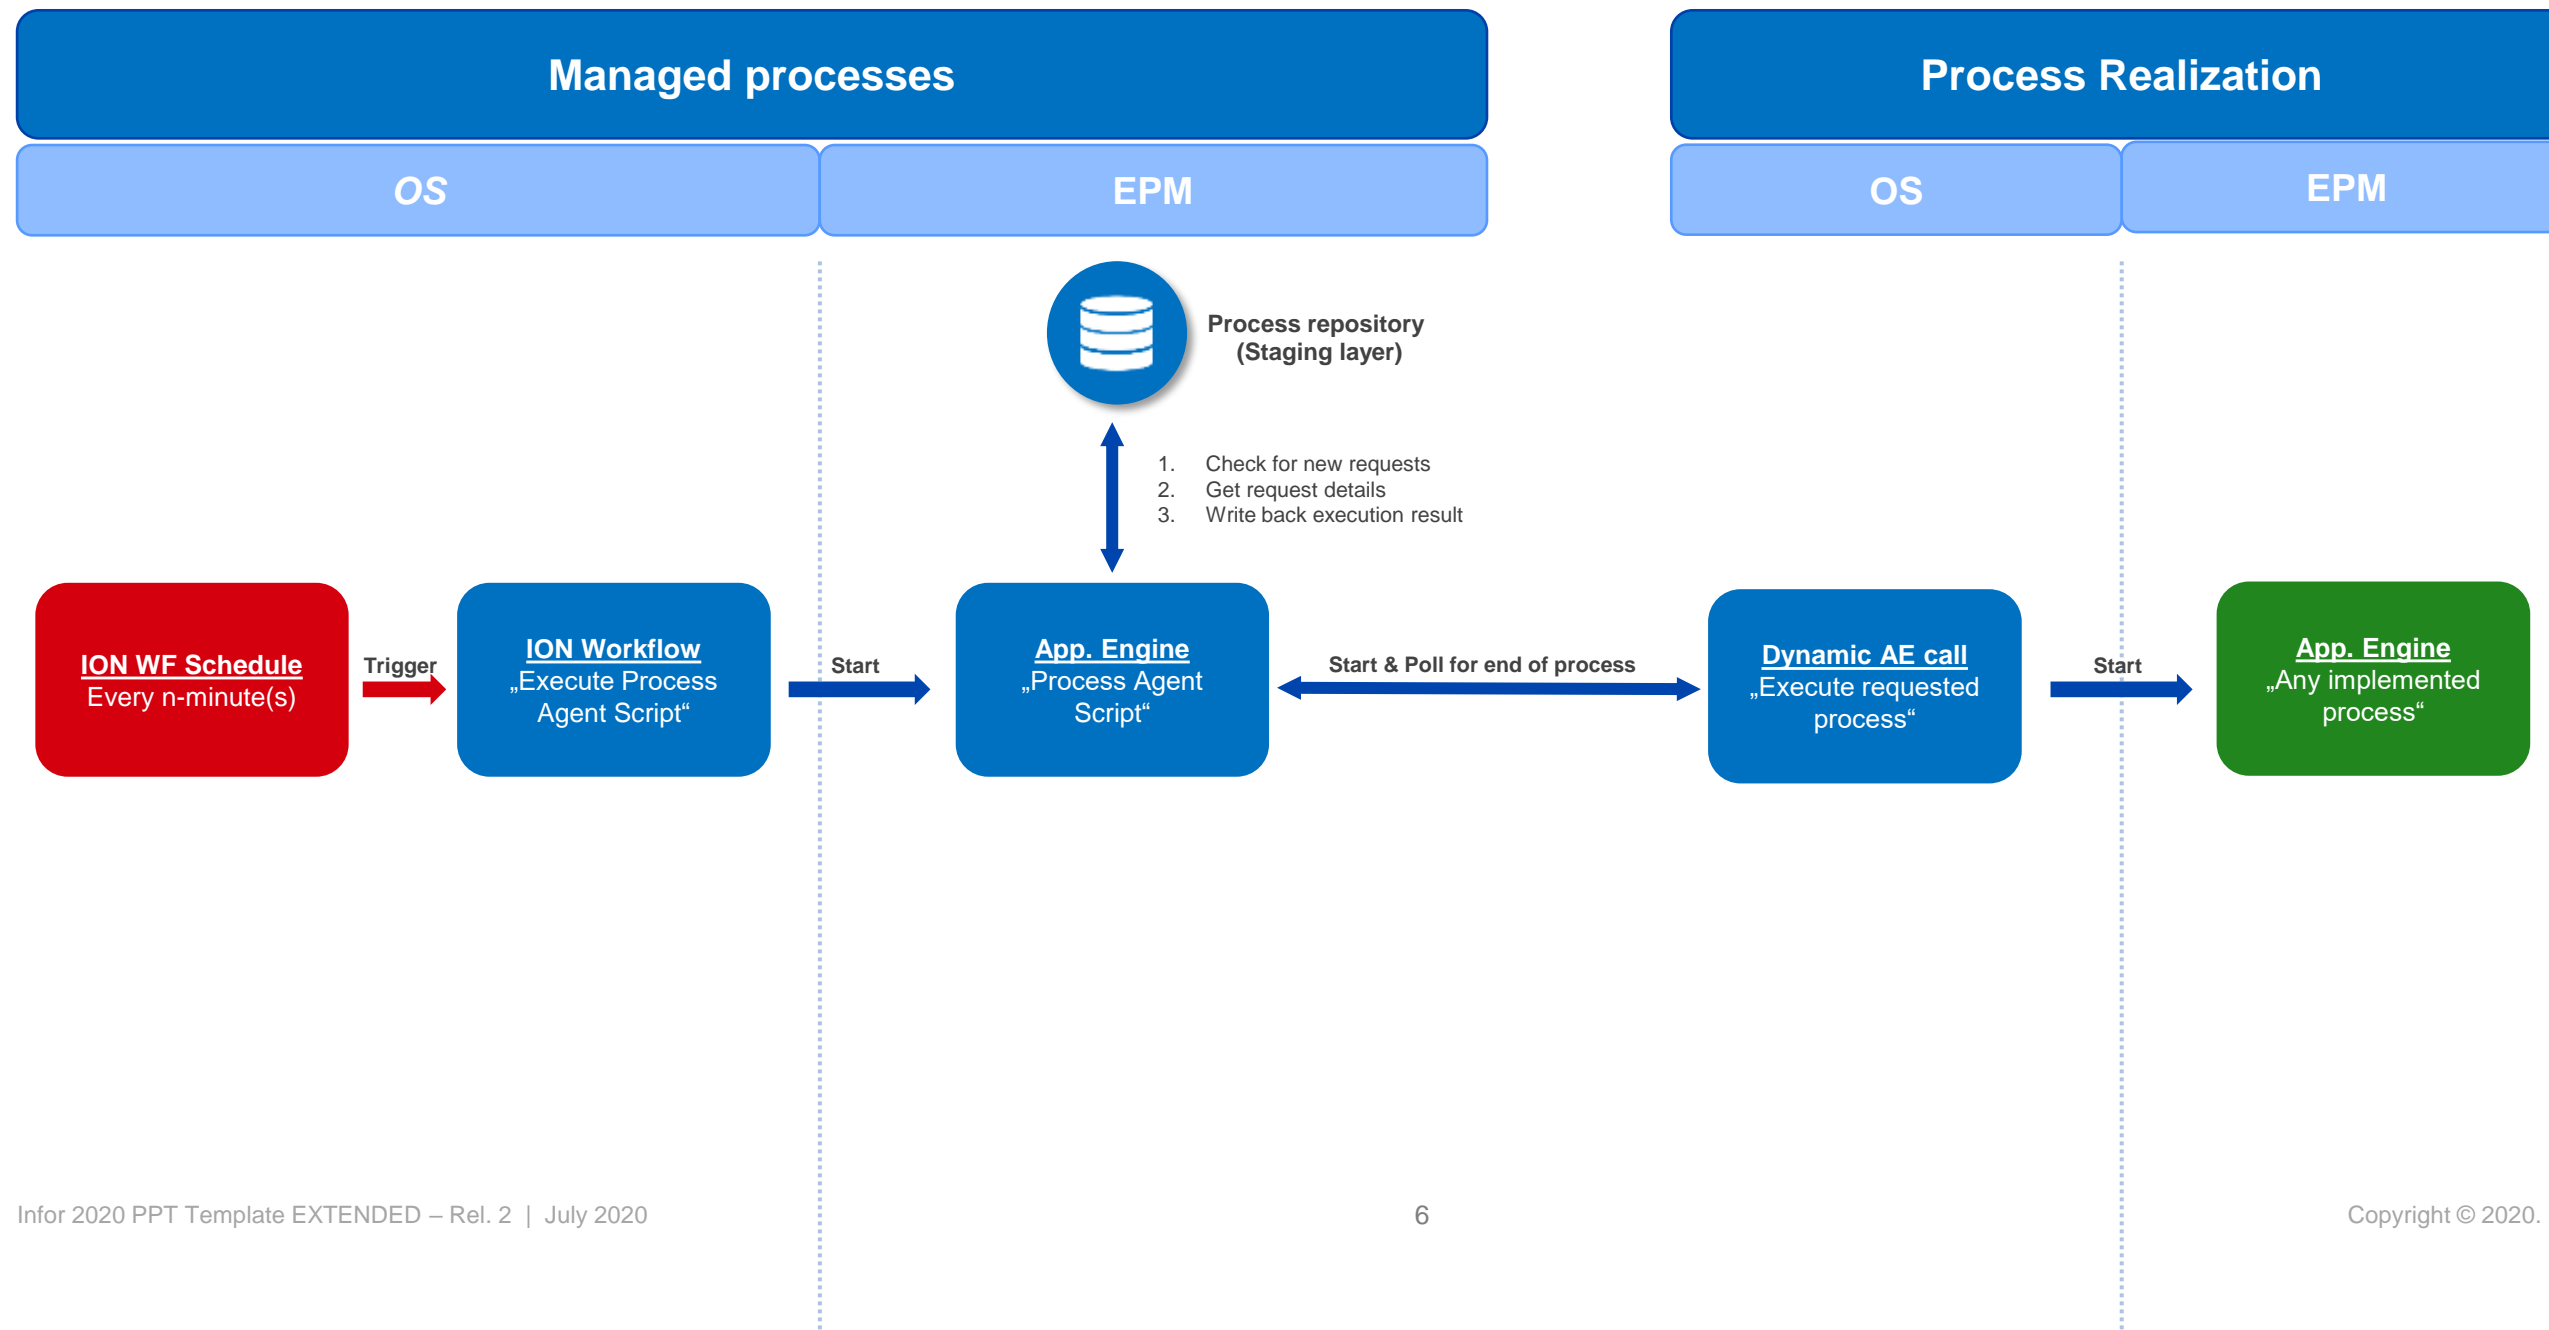 Managed processes
Process Realization
OS
EPM
OS
EPM
Process repository
(Staging layer)
1. Check for new requests
2. Get request details
3. Write back execution result
ION WF Schedule
Every n-minute(s)
Trigger
ION Workflow
„Execute Process
Agent Script“
Start
App. Engine
„Process Agent
Script“
Start & Poll for end of process
Dynamic AE call
„Execute requested
process“
Start
App. Engine
„Any implemented
process“
Infor 2020 PPT Template EXTENDED – Rel. 2 | July 2020
6
Copyright © 2020.